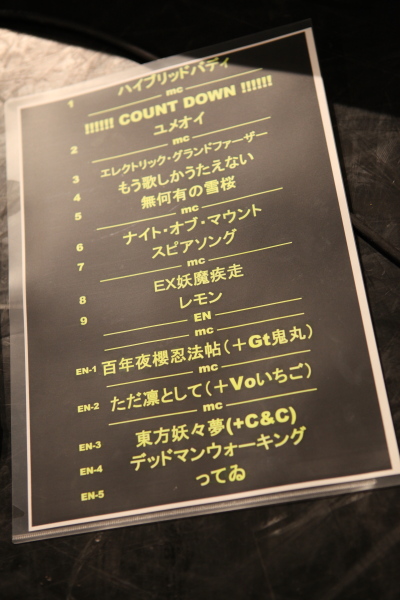 1 ハイブリッドバディ
mc
!!!!!! COUNT DOWN !!!!!!
2 ユメオイ
mc
3 エレクトリック・グランドファーザー
4 もう歌しかうたえない
5 無何有の雪桜
mc
6 ナイト・オブ・マウント
7 スピアソング
mc
8 EX妖魔疾走
9 レモン
EN
mc
EN-1 百年夜櫻忍法帖(+Gt鬼丸)
mc
EN-2 ただ凛として(+Voいちご)
mc
EN-3 東方妖々夢(+C&C)
EN-4 デッドマンウォーキング
EN-5 ってゐ